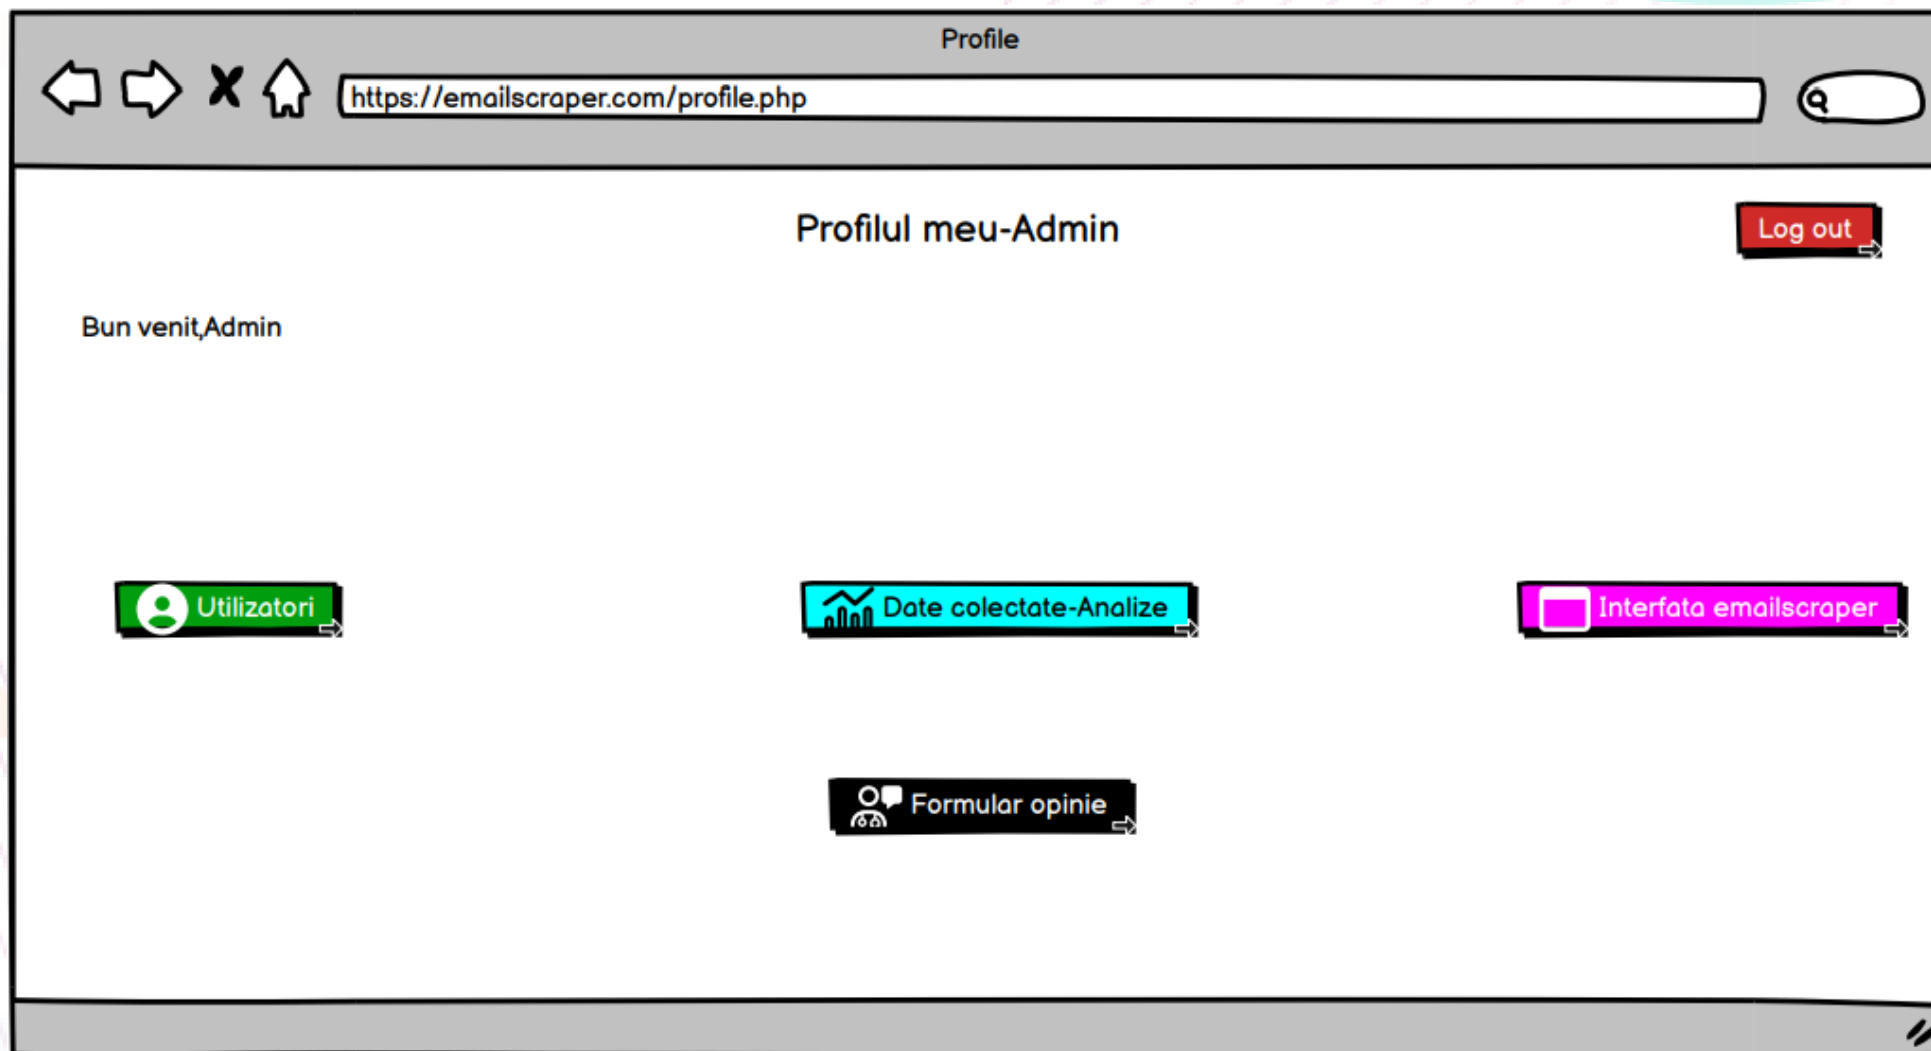 Profile
https://emailscraper.com/profile.php
Profilul meu-Admin
Log out
Bun venit,Admin
Utilizatori
Date colectate-Analize
Interfata emailscraper
Formular opinie